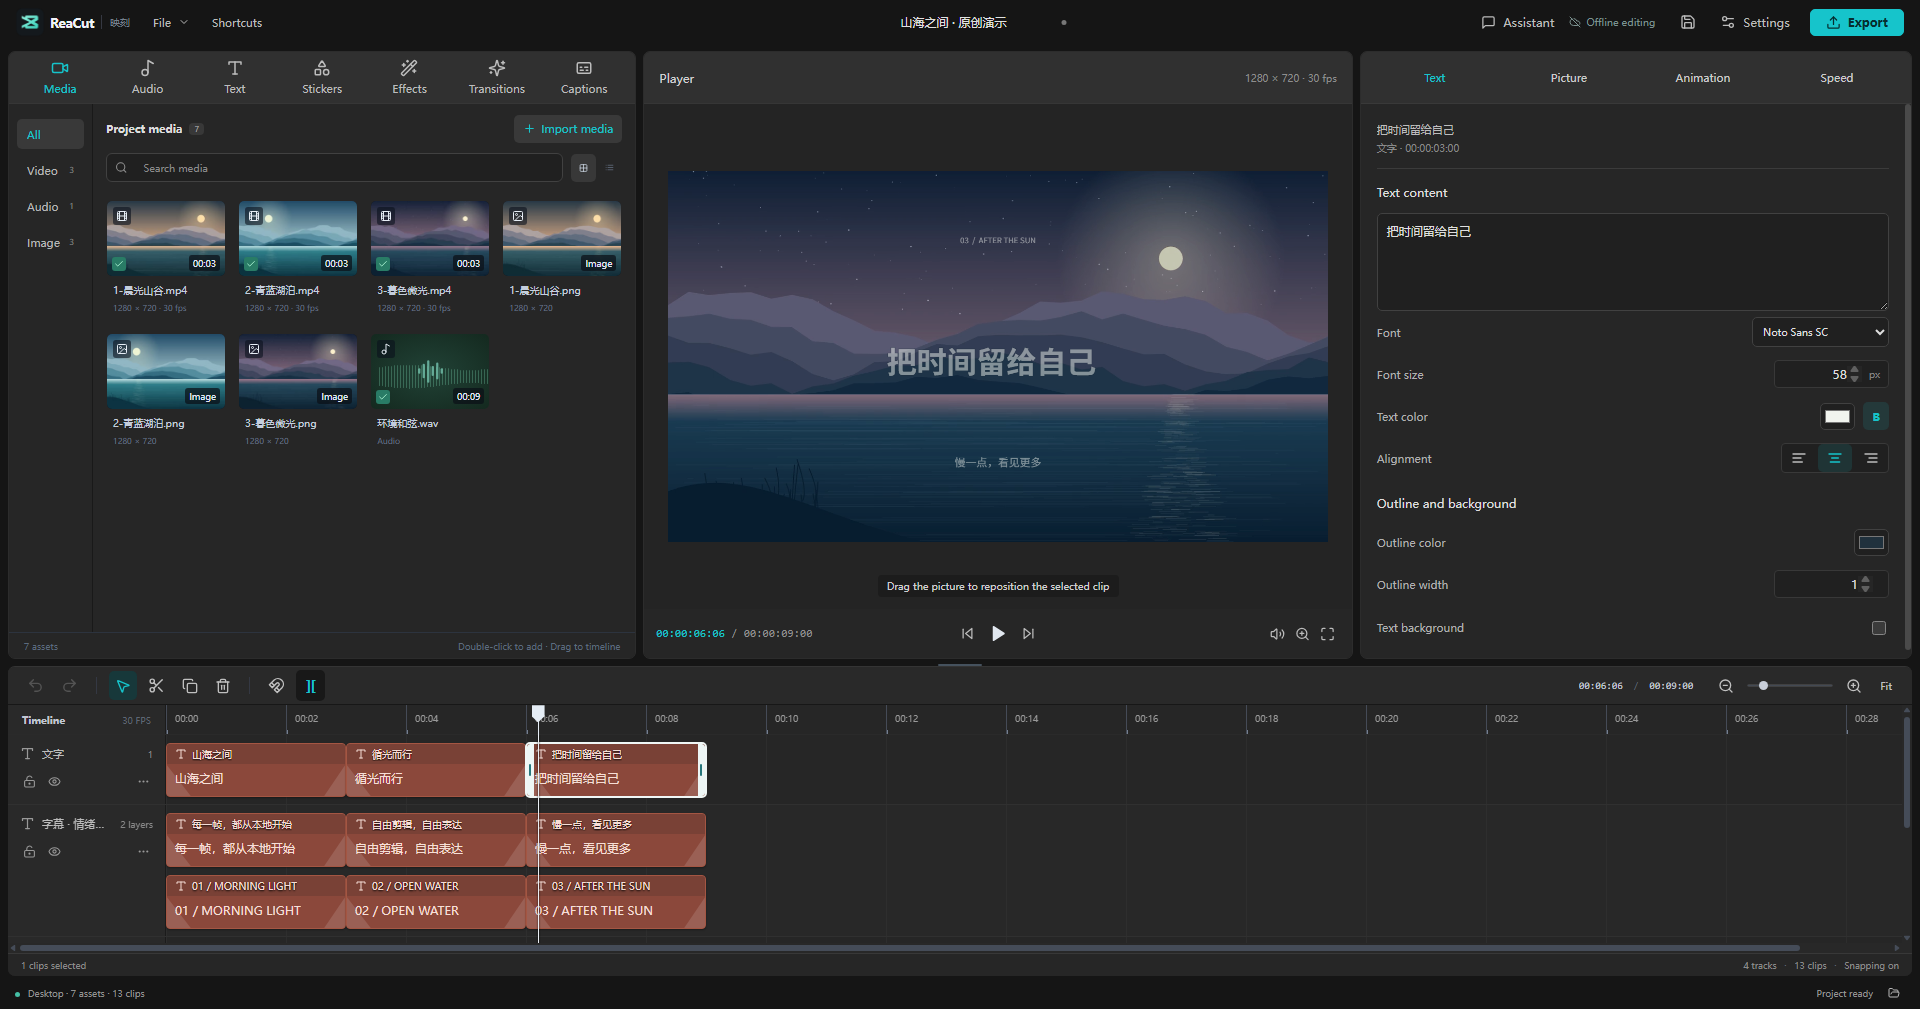 ReaCut 映刻 File Shortcuts
山海之间 · 原创演示
Assistant Offline editing Settings Export
Media Audio Text Stickers Effects Transitions Captions
All
Video 3
Audio 1
Image 3
Project media 7
Import media
Search media
00:03 00:03 00:03 Image
1-晨光山谷.mp4 2-青蓝湖泊.mp4 3-暮色微光.mp4 1-晨光山谷.png
1280 × 720 · 30 fps 1280 × 720 · 30 fps 1280 × 720 · 30 fps 1280 × 720
Image Image 00:09
2-青蓝湖泊.png 3-暮色微光.png 环境和弦.wav
1280 × 720 1280 × 720 Audio
7 assets Double-click to add · Drag to timeline
Player 1280 × 720 · 30 fps
03 / AFTER THE SUN
把时间留给自己
慢一点，看见更多
Drag the picture to reposition the selected clip
00:00:06:06 / 00:00:09:00
Text Picture Animation Speed
把时间留给自己
文字 · 00:00:03:00
Text content
把时间留给自己
Font Noto Sans SC
Font size 58 px
Text color B
Alignment
Outline and background
Outline color
Outline width 1
Text background
00:06:06 / 00:09:00 Fit
Timeline 30 FPS 00:00 00:02 00:04 00:06 00:08 00:10 00:12 00:14 00:16 00:18 00:20 00:22 00:24 00:26 00:28
文字 1
山海之间 循光而行 把时间留给自己
山海之间 循光而行 把时间留给自己
字幕 · 情绪... 2 layers
每一帧，都从本地开始 自由剪辑，自由表达 慢一点，看见更多
每一帧，都从本地开始 自由剪辑，自由表达 慢一点，看见更多
01 / MORNING LIGHT 02 / OPEN WATER 03 / AFTER THE SUN
01 / MORNING LIGHT 02 / OPEN WATER 03 / AFTER THE SUN
1 clips selected 4 tracks · 13 clips · Snapping on
Desktop · 7 assets · 13 clips Project ready